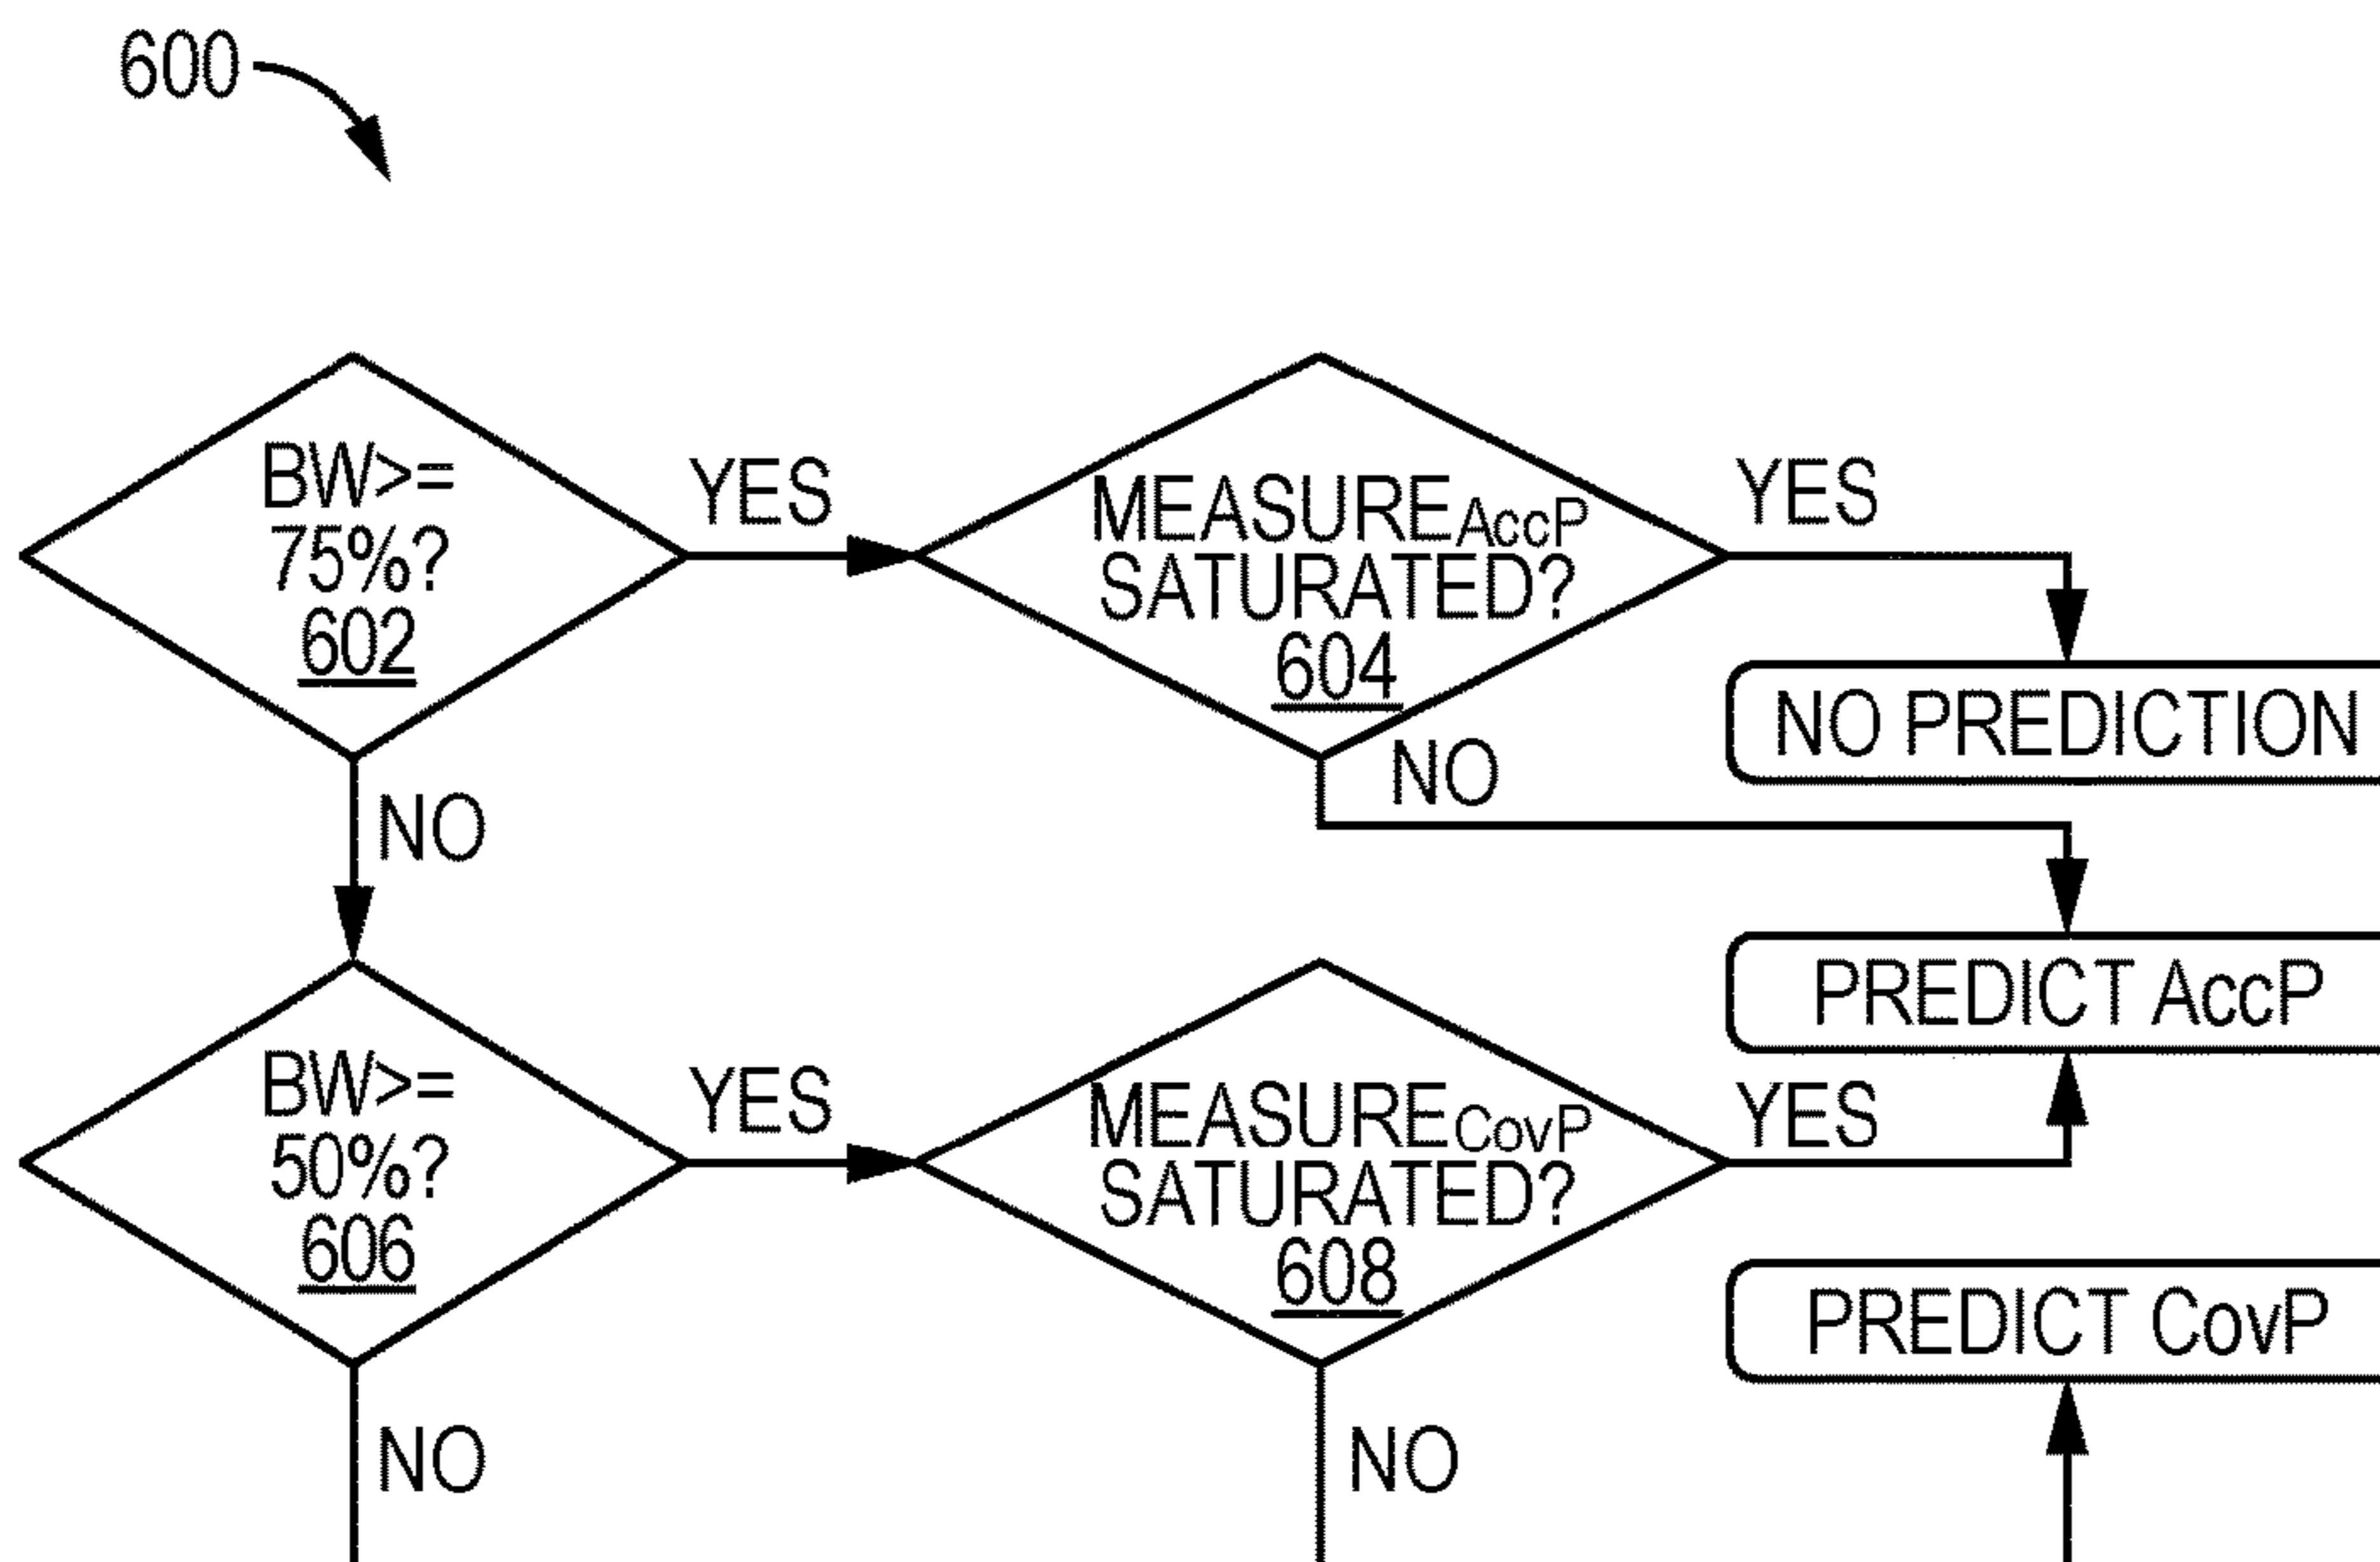 600
BW>=
75%?
602
YES
MEASUREAccP
SATURATED?
604
YES
NO PREDICTION
NO
NO
PREDICT AccP
BW>=
50%?
606
YES
MEASURECovP
SATURATED?
608
YES
PREDICT CovP
NO
NO